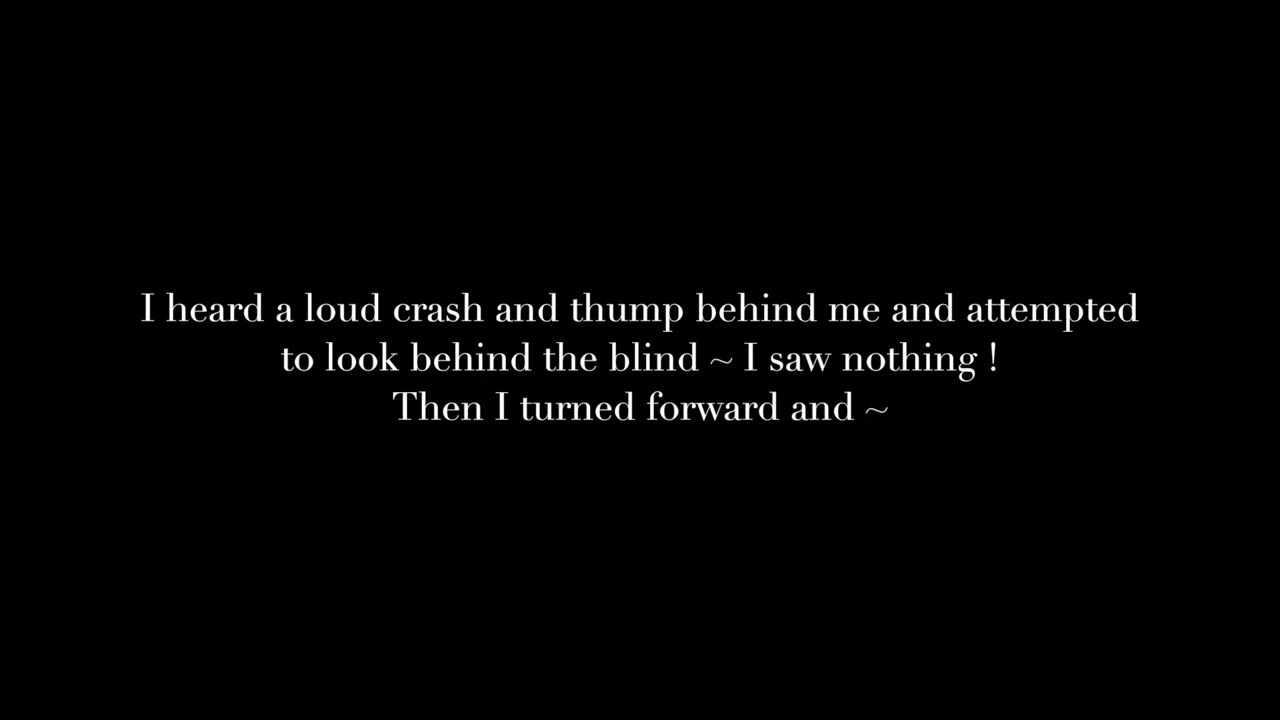 I heard a loud crash and thump behind me and attempted
to look behind the blind ~ I saw nothing !
Then I turned forward and ~